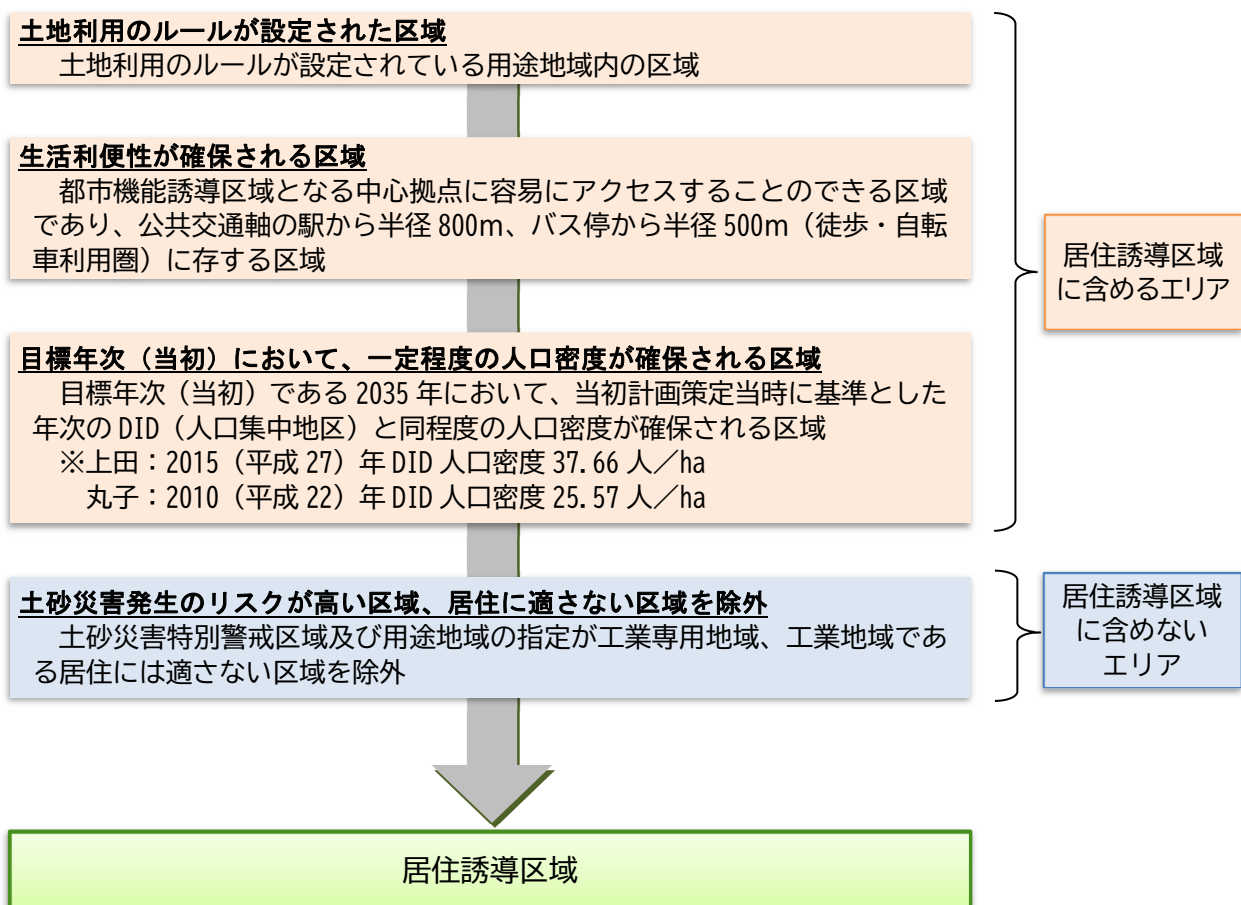 土地利用のルールが設定された区域
土地利用のルールが設定されている用途地域内の区域
生活利便性が確保される区域
都市機能誘導区域となる中心拠点に容易にアクセスすることのできる区域
であり、公共交通軸の駅から半径800m、バス停から半径500m（徒歩・自転
車利用圏）に存する区域
居住誘導区域
に含めるエリア
目標年次（当初）において、一定程度の人口密度が確保される区域
目標年次（当初）である2035年において、当初計画策定当時に基準とした
年次のDID（人口集中地区）と同程度の人口密度が確保される区域
※上田：2015（平成27）年DID人口密度37.66人／ha
丸子：2010（平成22）年DID人口密度25.57人／ha
土砂災害発生のリスクが高い区域、居住に適さない区域を除外
土砂災害特別警戒区域及び用途地域の指定が工業専用地域、工業地域であ
る居住には適さない区域を除外
居住誘導区域
に含めない
エリア
居住誘導区域